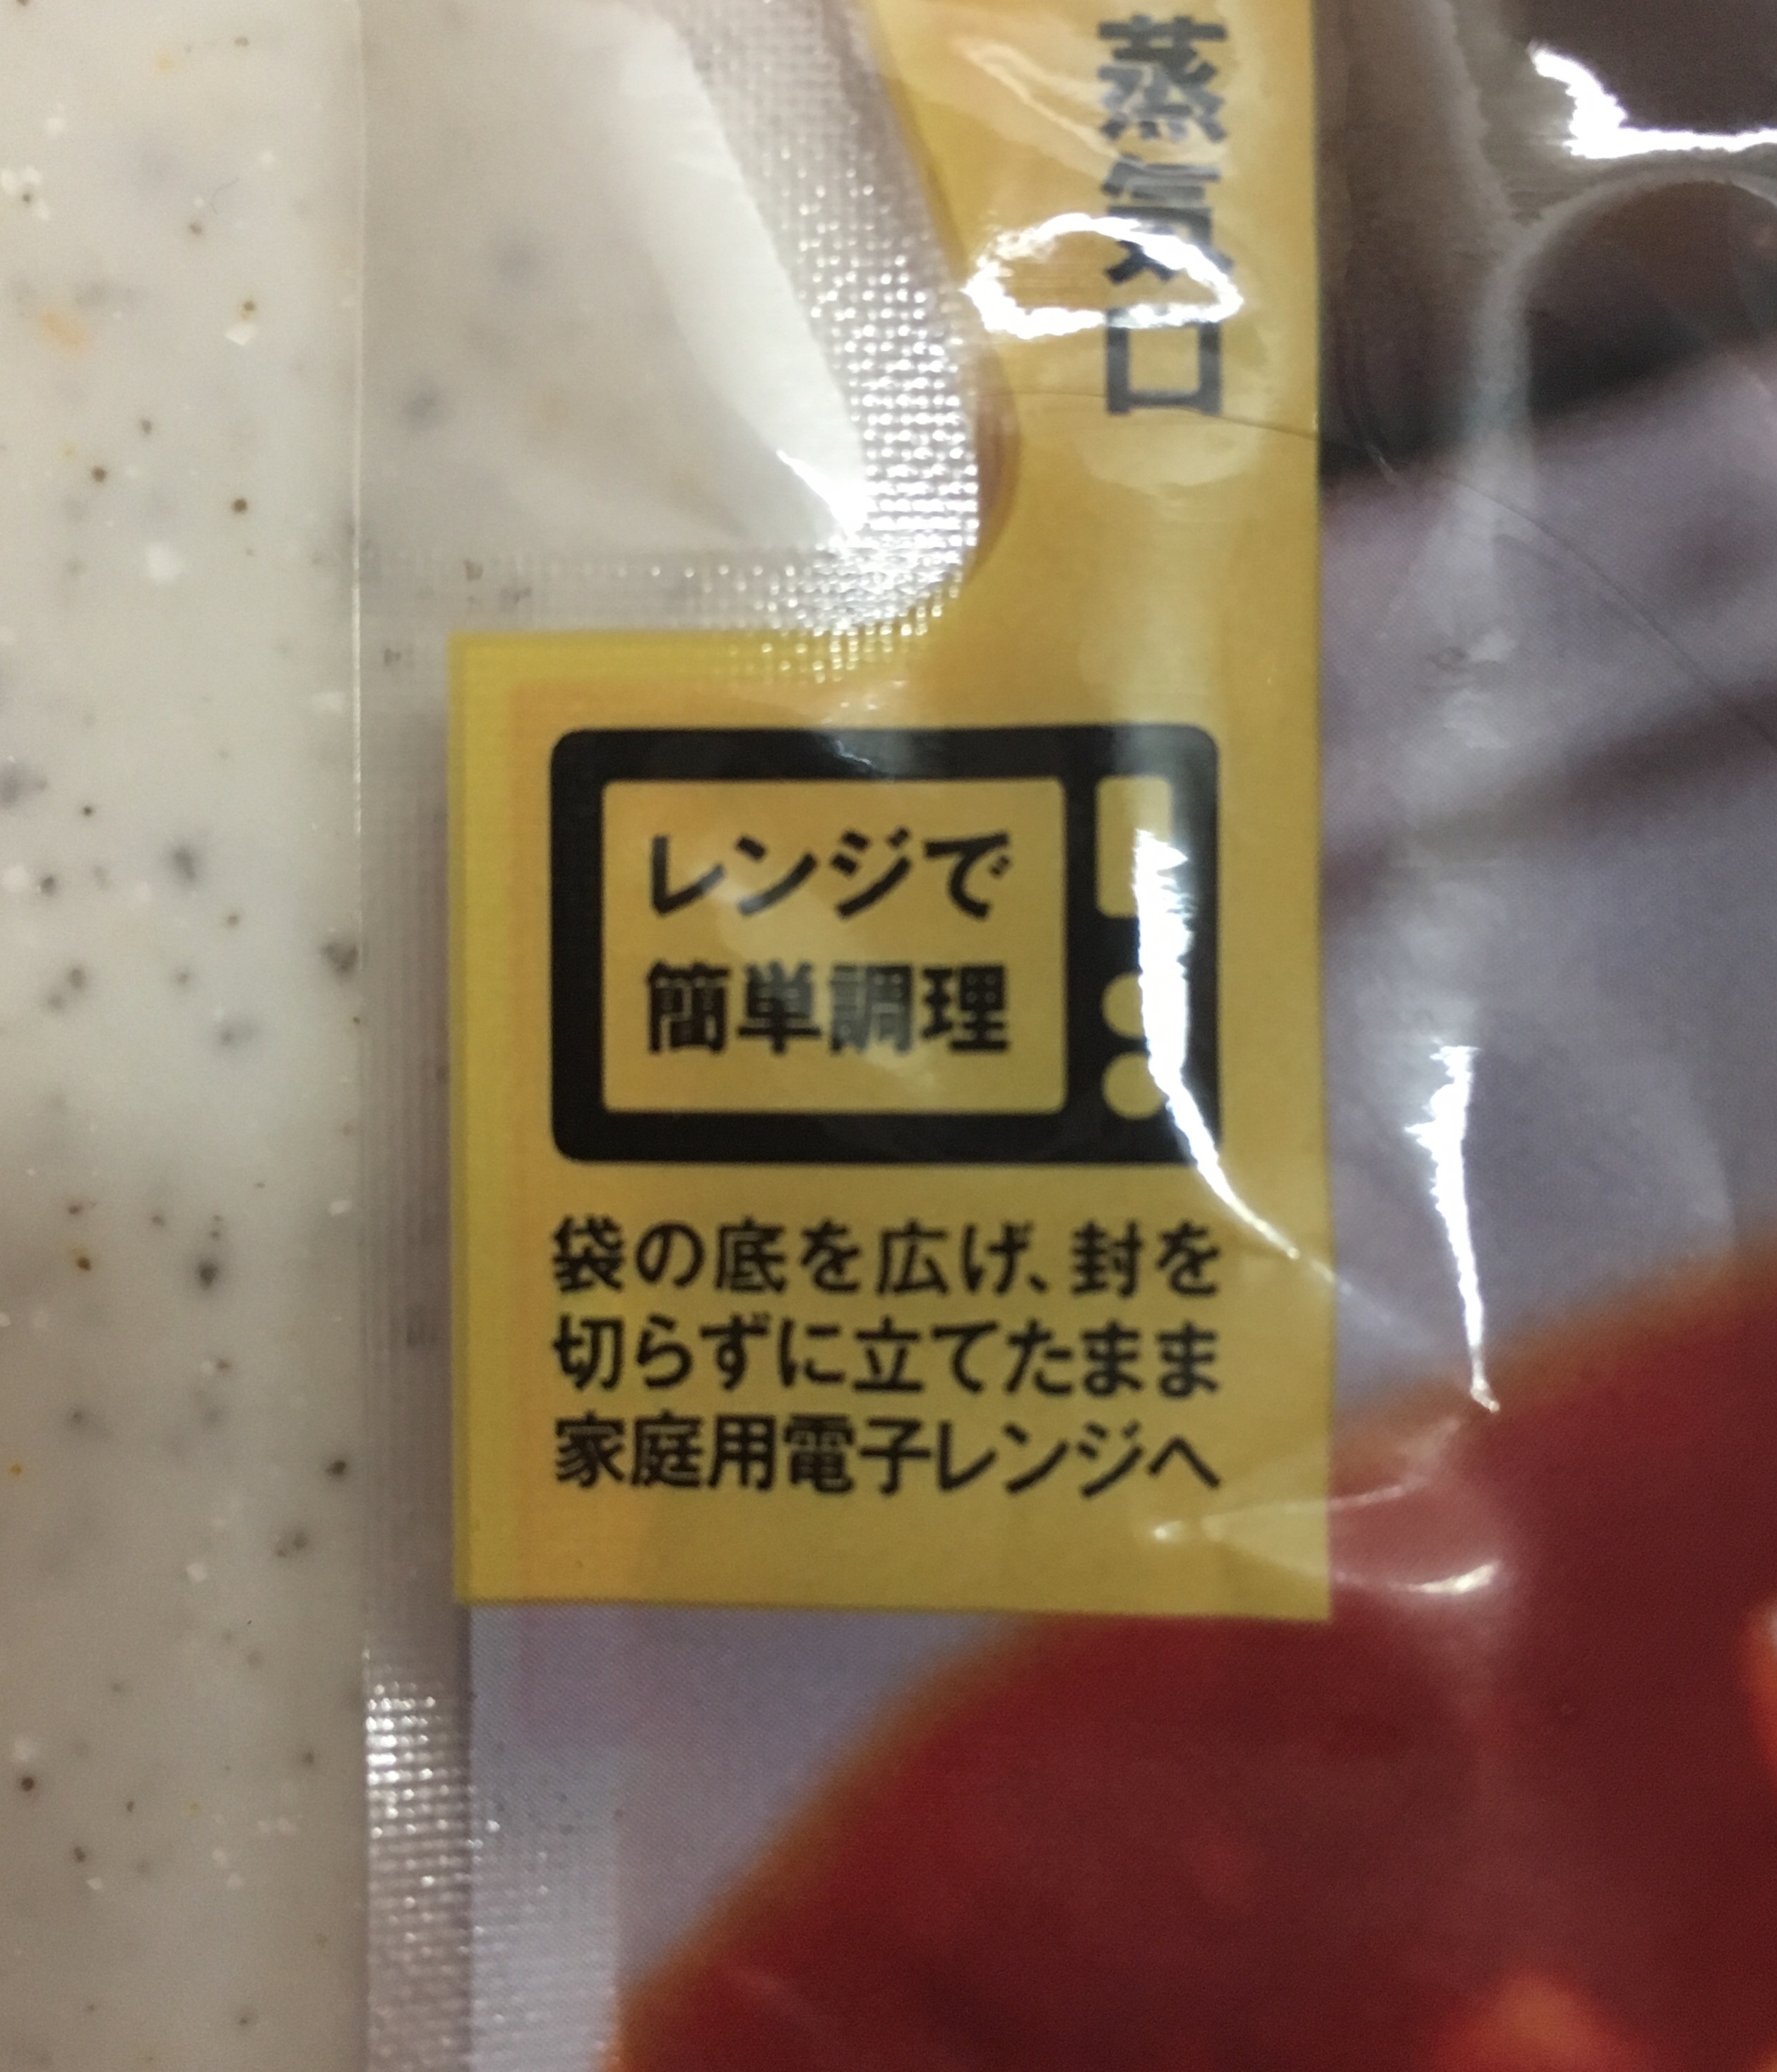 蒸気口
レンジで
簡単調理
袋の底を広げ、封を
切らずに立てたまま
家庭用電子レンジへ